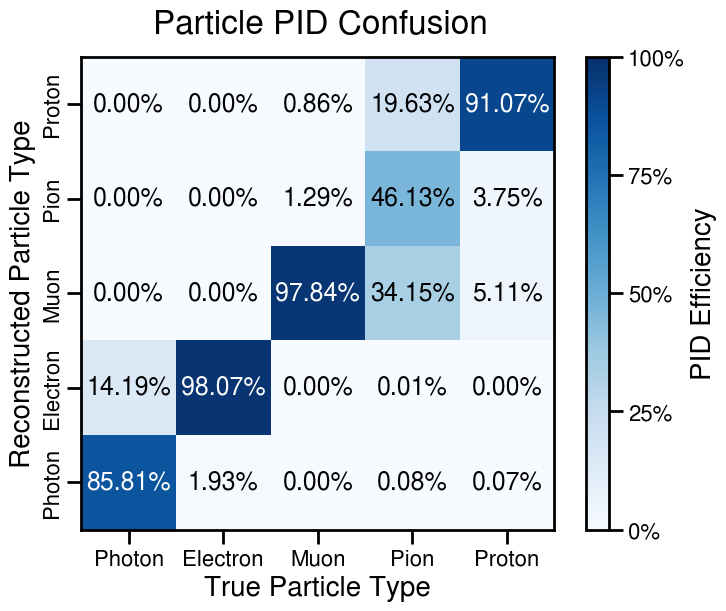 Particle PID Confusion
Reconstructed Particle Type
Proton
0.00% 0.00% 0.86% 19.63% 91.07%
Pion
0.00% 0.00% 1.29% 46.13% 3.75%
Muon
0.00% 0.00% 97.84% 34.15% 5.11%
Electron
14.19% 98.07% 0.00% 0.01% 0.00%
Photon
85.81% 1.93% 0.00% 0.08% 0.07%
Photon Electron Muon Pion Proton
True Particle Type
100%
75%
50%
25%
0%
PID Efficiency